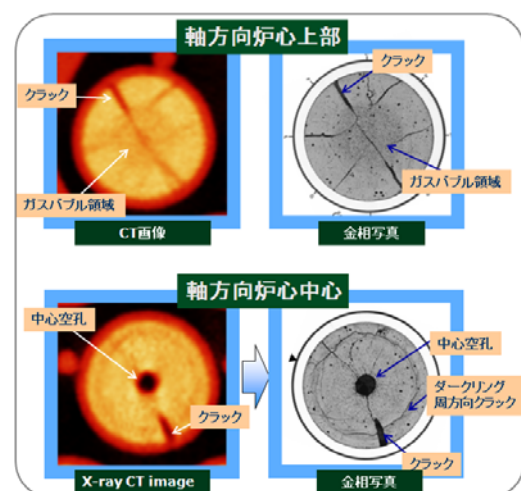 軸方向炉心上部
クラック
クラック
ガスバブル領域
ガスバブル領域
CT画像
金相写真
軸方向炉心中心
中心空孔
中心空孔
ダークリング
周方向クラック
クラック
クラック
X-ray CT image
金相写真